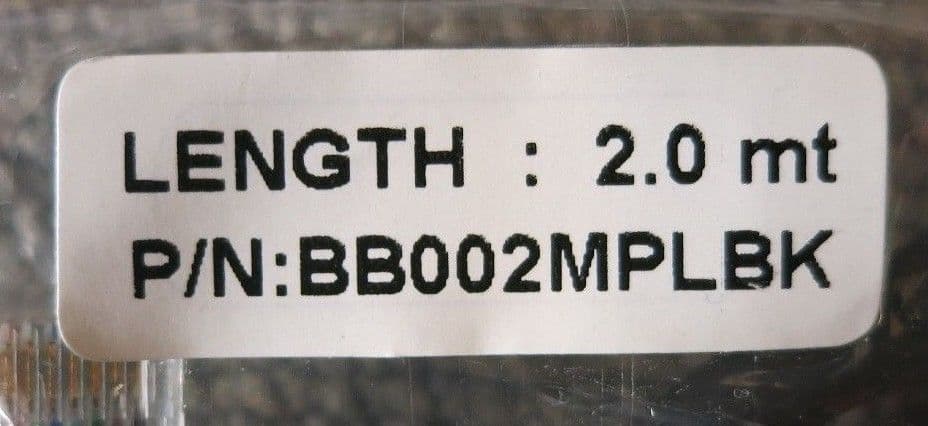 LENGTH : 2.0 mt
P/N:BB002MPLBK